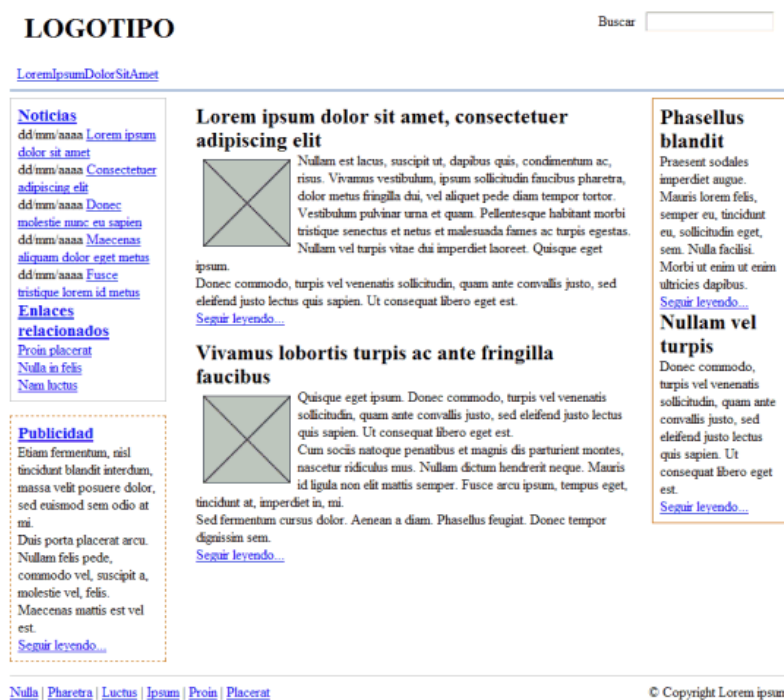 LOGOTIPO
Buscar
LoremIpsumDolorSitAmet
Noticias
dd/mm/aaaa Lorem ipsum
dolor sit amet
dd/mm/aaaa Consectetuer
adipiscing elit
dd/mm/aaaa Donec
molestie nunc eu sapien
dd/mm/aaaa Maecenas
aliquam dolor eget metus
dd/mm/aaaa Fusce
tristique lorem id metus
Enlaces
relacionados
Proin placerat
Nulla in felis
Nam luctus
Publicidad
Etiam fermentum, nisl
tincidunt blandit interdum,
massa velit posuere dolor,
sed euismod sem odio at
mi.
Duis porta placerat arcu.
Nullam felis pede,
commodo vel, suscipit a,
molestie vel, felis.
Maecenas mattis est vel
est.
Seguir leyendo...
Lorem ipsum dolor sit amet, consectetuer
adipiscing elit
Nullam est lacus, suscipit ut, dapibus quis, condimentum ac,
risus. Vivamus vestibulum, ipsum sollicitudin faucibus pharetra,
dolor metus fringilla dui, vel aliquet pede diam tempor tortor.
Vestibulum pulvinar urna et quam. Pellentesque habitant morbi
tristique senectus et netus et malesuada fames ac turpis egestas.
Nullam vel turpis vitae dui imperdiet laoreet. Quisque eget
ipsum.
Donec commodo, turpis vel venenatis sollicitudin, quam ante convallis justo, sed
eleifend justo lectus quis sapien. Ut consequat libero eget est.
Seguir leyendo...
Vivamus lobortis turpis ac ante fringilla
faucibus
Quisque eget ipsum. Donec commodo, turpis vel venenatis
sollicitudin, quam ante convallis justo, sed eleifend justo lectus
quis sapien. Ut consequat libero eget est.
Cum sociis natoque penatibus et magnis dis parturient montes,
nascetur ridiculus mus. Nullam dictum hendrerit neque. Mauris
id ligula non elit mattis semper. Fusce arcu ipsum, tempus eget,
tincidunt at, imperdiet in, mi.
Sed fermentum cursus dolor. Aenean a diam. Phasellus feugiat. Donec tempor
dignissim sem.
Seguir leyendo...
Phasellus
blandit
Praesent sodales
imperdiet augue.
Mauris lorem felis,
semper eu, tincidunt
eu, sollicitudin eget,
sem. Nulla facilisi.
Morbi ut enim ut enim
ultricies dapibus.
Seguir leyendo...
Nullam vel
turpis
Donec commodo,
turpis vel venenatis
sollicitudin, quam ante
convallis justo, sed
eleifend justo lectus
quis sapien. Ut
consequat libero eget
est.
Seguir leyendo...
Nulla | Pharetra | Luctus | Ipsum | Proin | Placerat
© Copyright Lorem ipsum